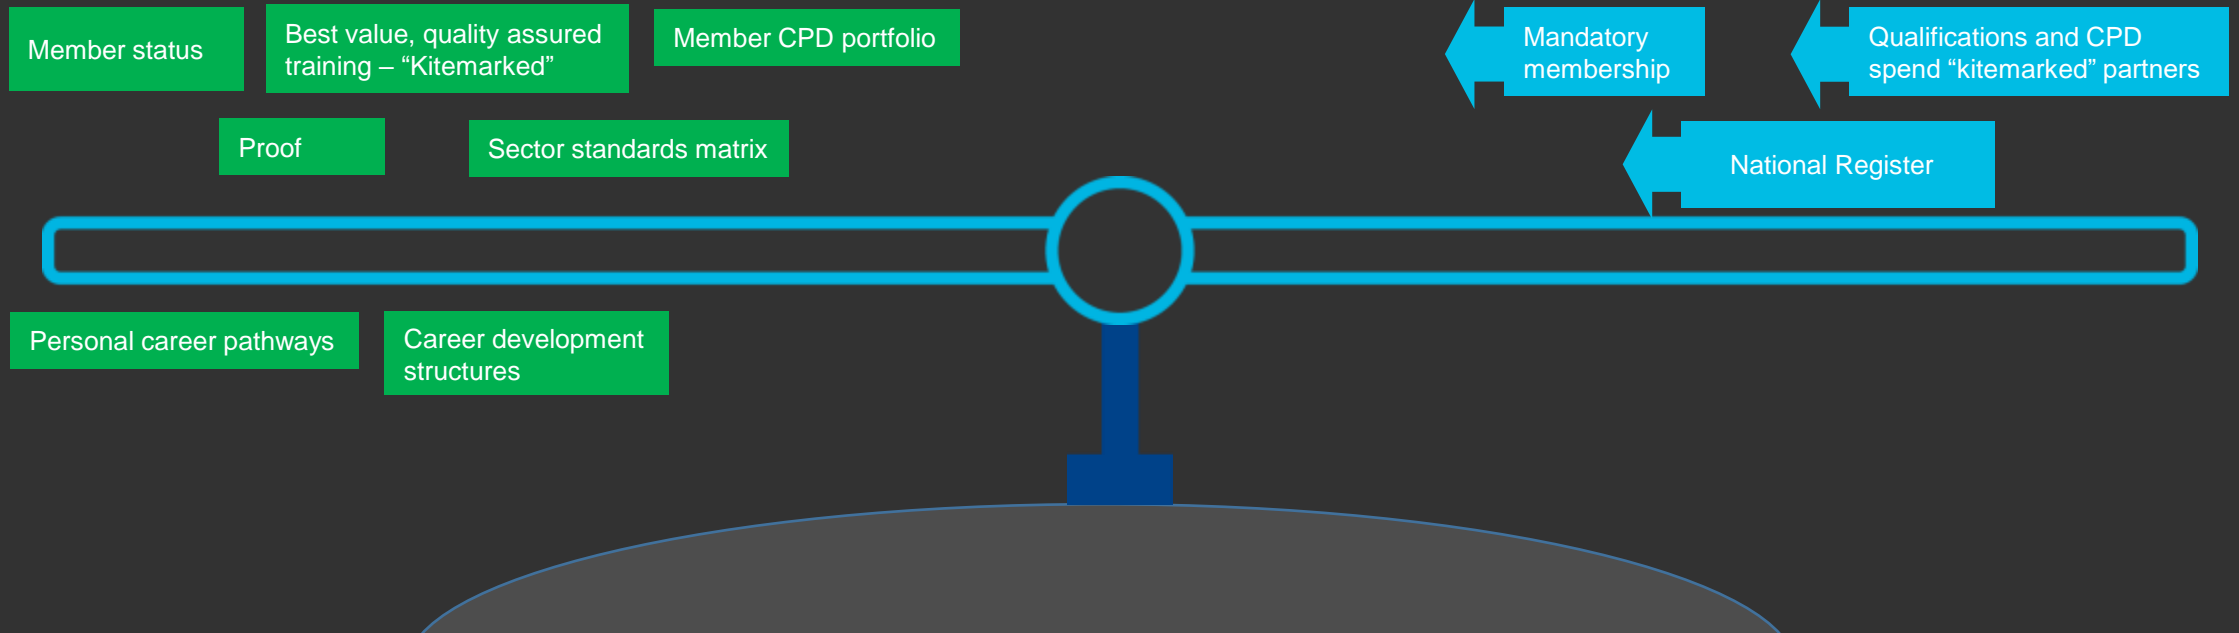 Member status
Best value, quality assured
training – “Kitemarked”
Member CPD portfolio
Mandatory
membership
Qualifications and CPD
spend “kitemarked” partners
Proof
Sector standards matrix
National Register
Personal career pathways
Career development
structures